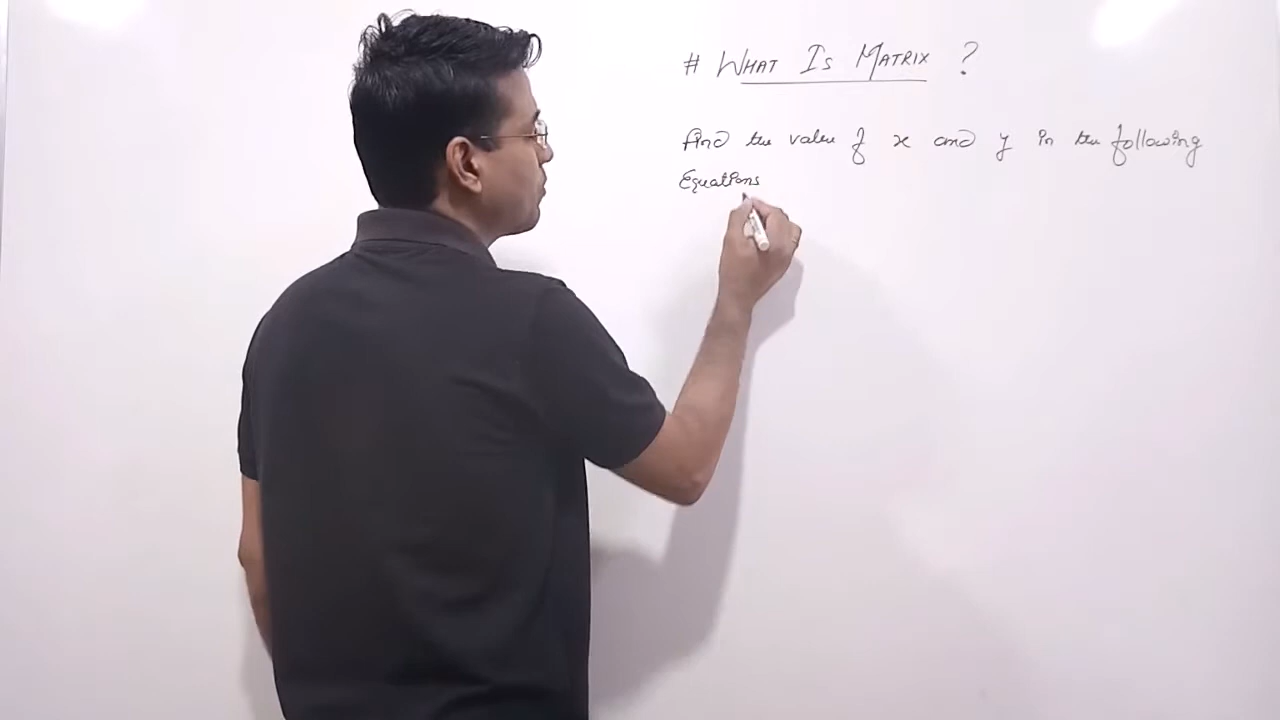 # WHAT IS MATRIX ?
Find the value of x and y in the following
Equations